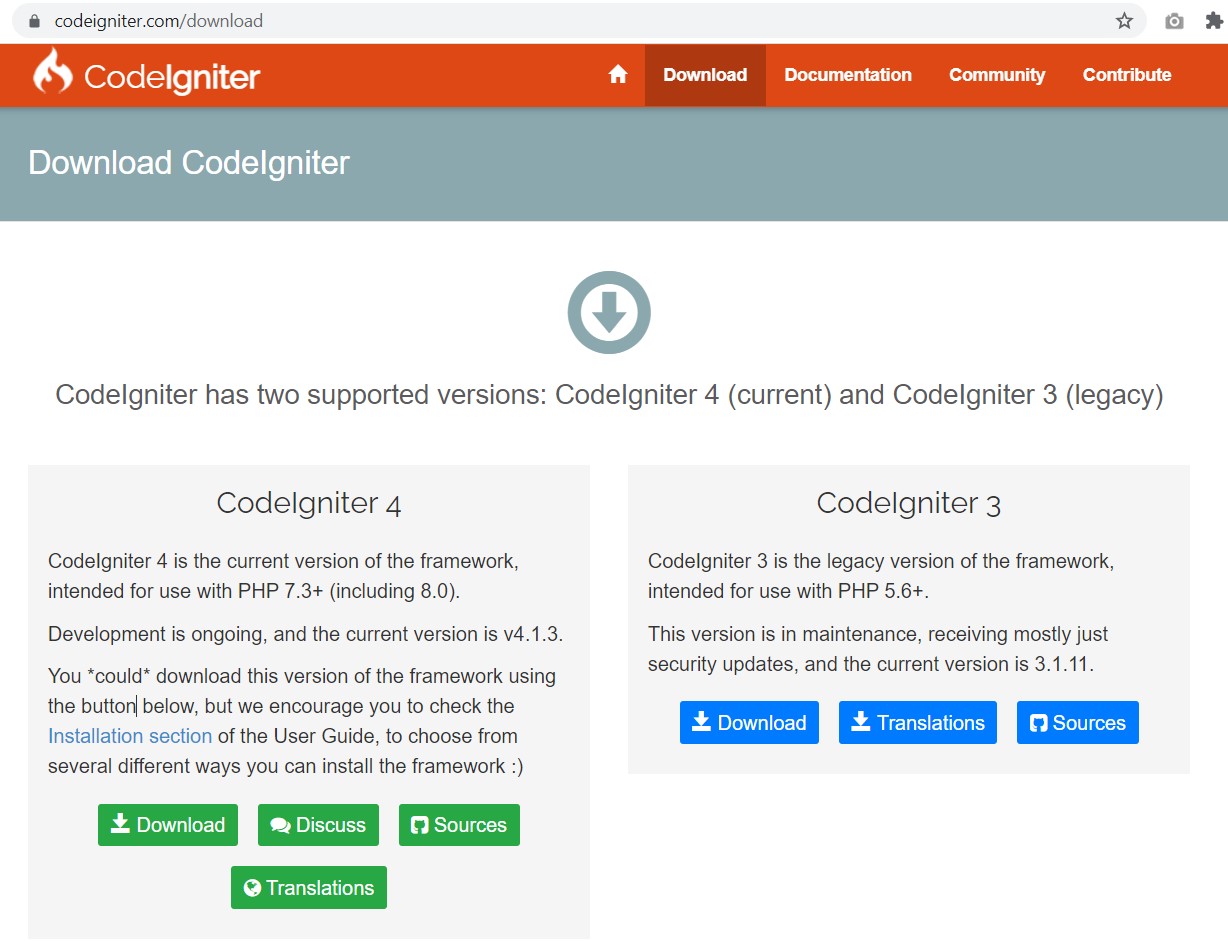 codeigniter.com/download
CodeIgniter
Download
Documentation
Community
Contribute
Download CodeIgniter
CodeIgniter has two supported versions: CodeIgniter 4 (current) and CodeIgniter 3 (legacy)
CodeIgniter 4
CodeIgniter 4 is the current version of the framework,
intended for use with PHP 7.3+ (including 8.0).
Development is ongoing, and the current version is v4.1.3.
You *could* download this version of the framework using
the button below, but we encourage you to check the
Installation section of the User Guide, to choose from
several different ways you can install the framework :)
Download
Discuss
Sources
Translations
CodeIgniter 3
CodeIgniter 3 is the legacy version of the framework,
intended for use with PHP 5.6+.
This version is in maintenance, receiving mostly just
security updates, and the current version is 3.1.11.
Download
Translations
Sources